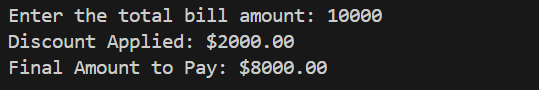 Enter the total bill amount: 10000
Discount Applied: $2000.00
Final Amount to Pay: $8000.00